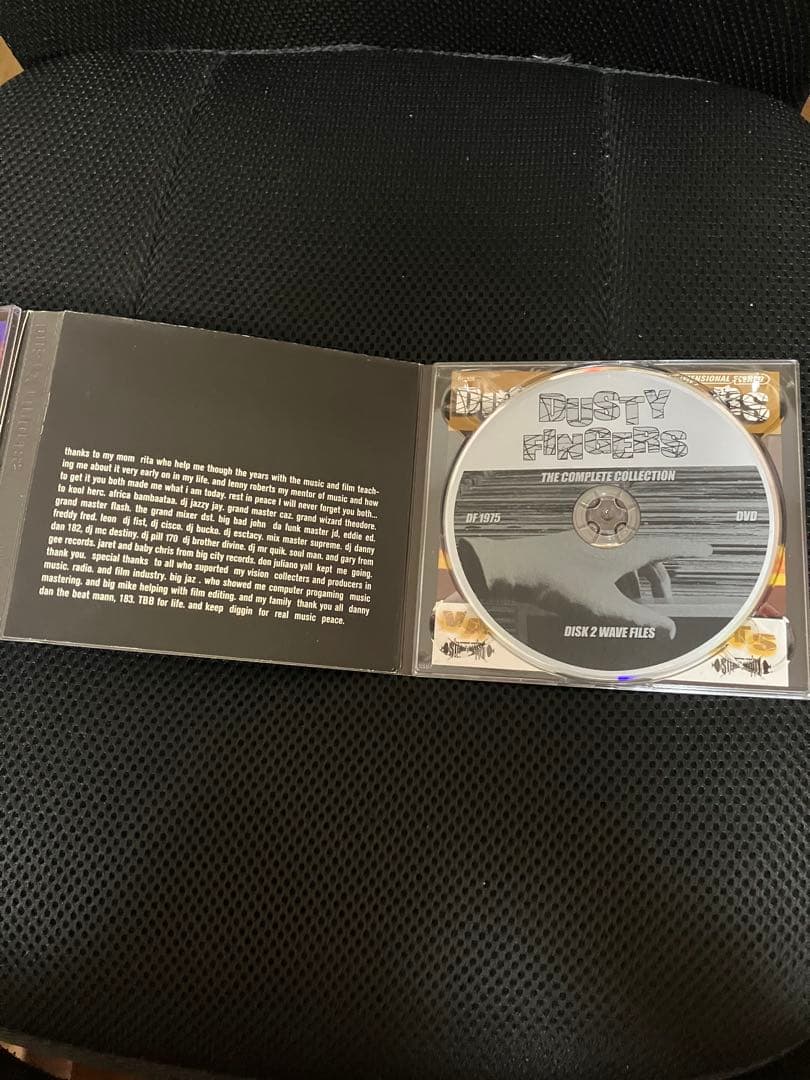 thanks to my mom rita who help me though the years with the music and film teach-
ing me about it very early on in my life. and lenny roberts my mentor of music and how
to get it you both made me what i am today. rest in peace I will never forget you both..
to kool herc. africa bambaataa. dj jazzy jay. grand master caz. grand wizard theodore.
grand master flash. the grand mizer dst. big bad john da funk master jd, eddie ed.
freddy fred. leon dj fist. dj cisco. dj bucko. dj esctacy. mix master supreme. dj danny
dan 182, dj mc destiny. dj pill 170 dj brother divine. dj mr quik. soul man. and gary from
gee records. jaret and baby chris from big city records. don juliano yall kept me going.
thank you. special thanks to all who superted my vision collecters and producers in
music. radio. and film industry. big jaz . who showed me computer progaming music
mastering. and big mike helping with film editing. and my family thank you all danny
dan the beat mann, 183. TBB for life. and keep diggin for real music peace.
DUSTY
FINGERS
THE COMPLETE COLLECTION
DF 1975
DVD
DISK 2 WAVE FILES